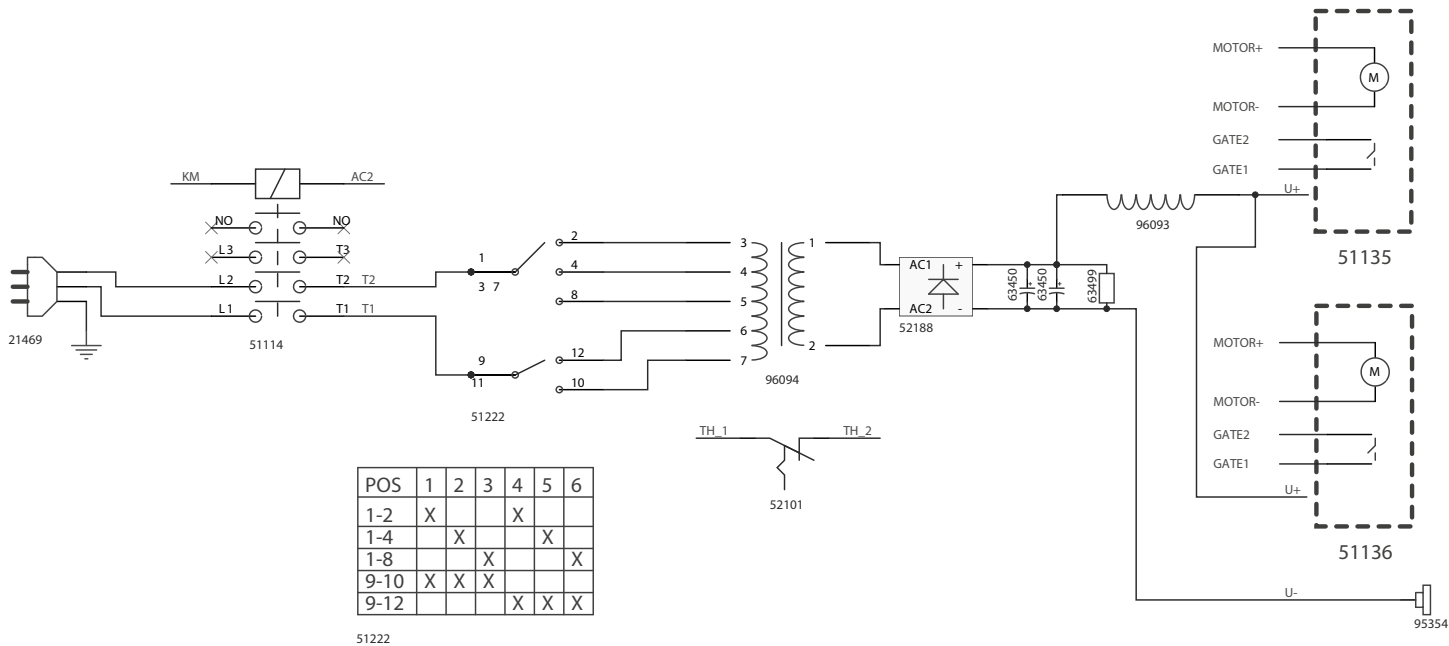 MOTOR+
M
MOTOR-
GATE2
GATE1
U+
51135
KM
AC2
NO
NO
L3
T3
L2
T2
T2
L1
T1
T1
21469
51114
1
3 7
2
4
8
9
11
12
10
51222
3
4
5
6
7
1
2
96094
AC1
+
AC2
-
52188
63450
63450
63499
96093
MOTOR+
M
MOTOR-
GATE2
GATE1
U+
51136
TH_1
TH_2
52101
POS 1 2 3 4 5 6
1-2 X X
1-4 X X
1-8 X X
9-10 X X X
9-12 X X X
51222
U-
95354